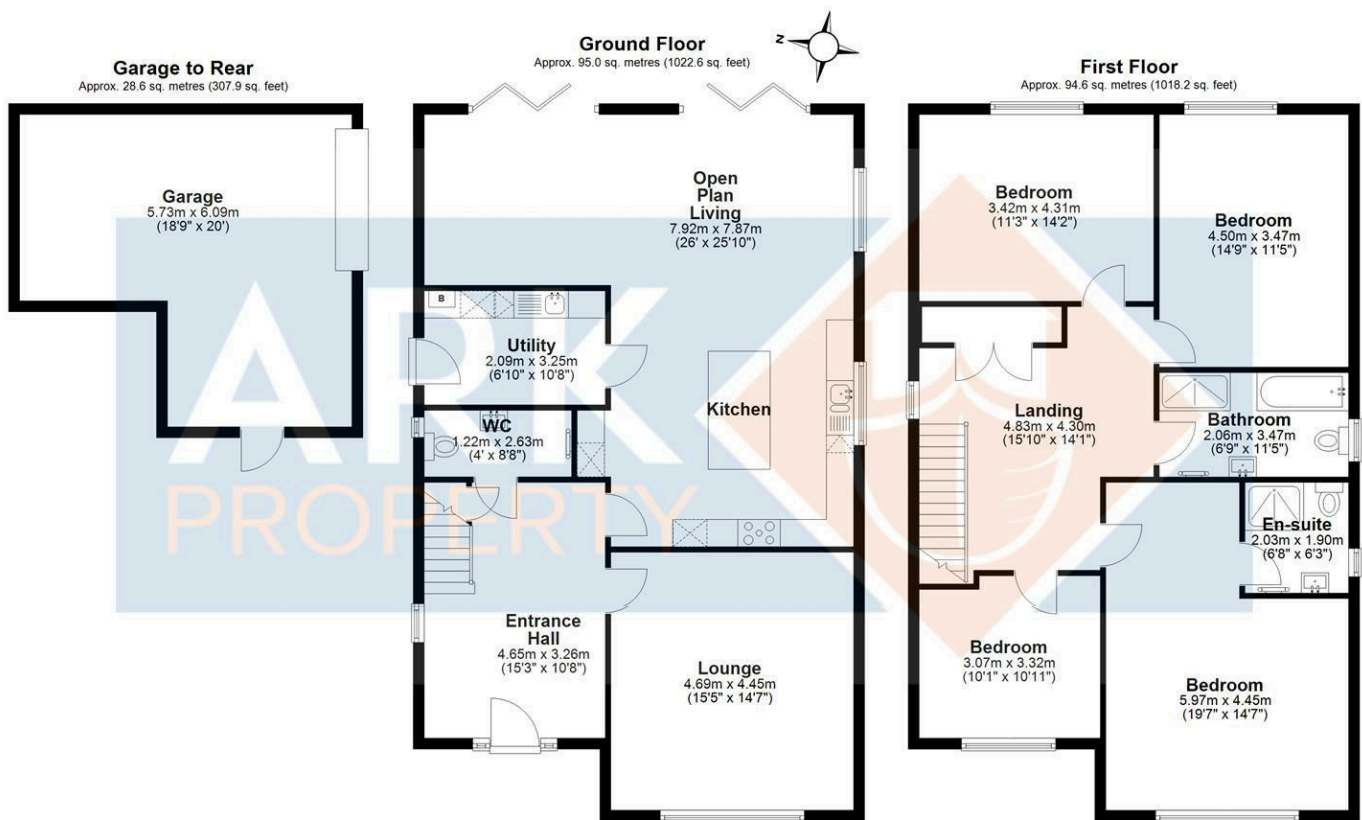 Garage to Rear
Approx. 28.6 sq. metres (307.9 sq. feet)
Garage
5.73m x 6.09m
(18'9" x 20')
Ground Floor
Approx. 95.0 sq. metres (1022.6 sq. feet)
N
Open
Plan
Living
7.92m x 7.87m
(26' x 25'10")
B
Utility
2.09m x 3.25m
(6'10" x 10'8")
WC
1.22m x 2.63m
(4' x 8'8")
Kitchen
Entrance
Hall
4.65m x 3.26m
(15'3" x 10'8")
Lounge
4.69m x 4.45m
(15'5" x 14'7")
First Floor
Approx. 94.6 sq. metres (1018.2 sq. feet)
Bedroom
3.42m x 4.31m
(11'3" x 14'2")
Bedroom
4.50m x 3.47m
(14'9" x 11'5")
Landing
4.83m x 4.30m
(15'10" x 14'1")
Bathroom
2.06m x 3.47m
(6'9" x 11'5")
En-suite
2.03m x 1.90m
(6'8" x 6'3")
Bedroom
3.07m x 3.32m
(10'1" x 10'11")
Bedroom
5.97m x 4.45m
(19'7" x 14'7")
ARK
PROPERTY